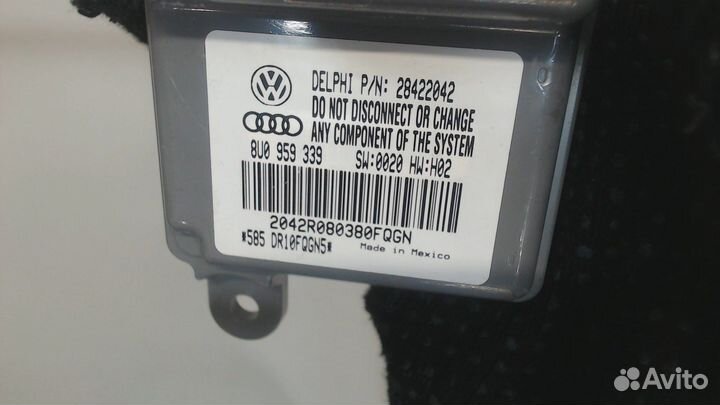 DELPHI P/N: 28422042
DO NOT DISCONNECT OR CHANGE
ANY COMPONENT OF THE SYSTEM
8U0 959 339 SW:0020 HW:H02
2042R080380FQGN
*585 DR10FQGN5* Made in Mexico
Avito